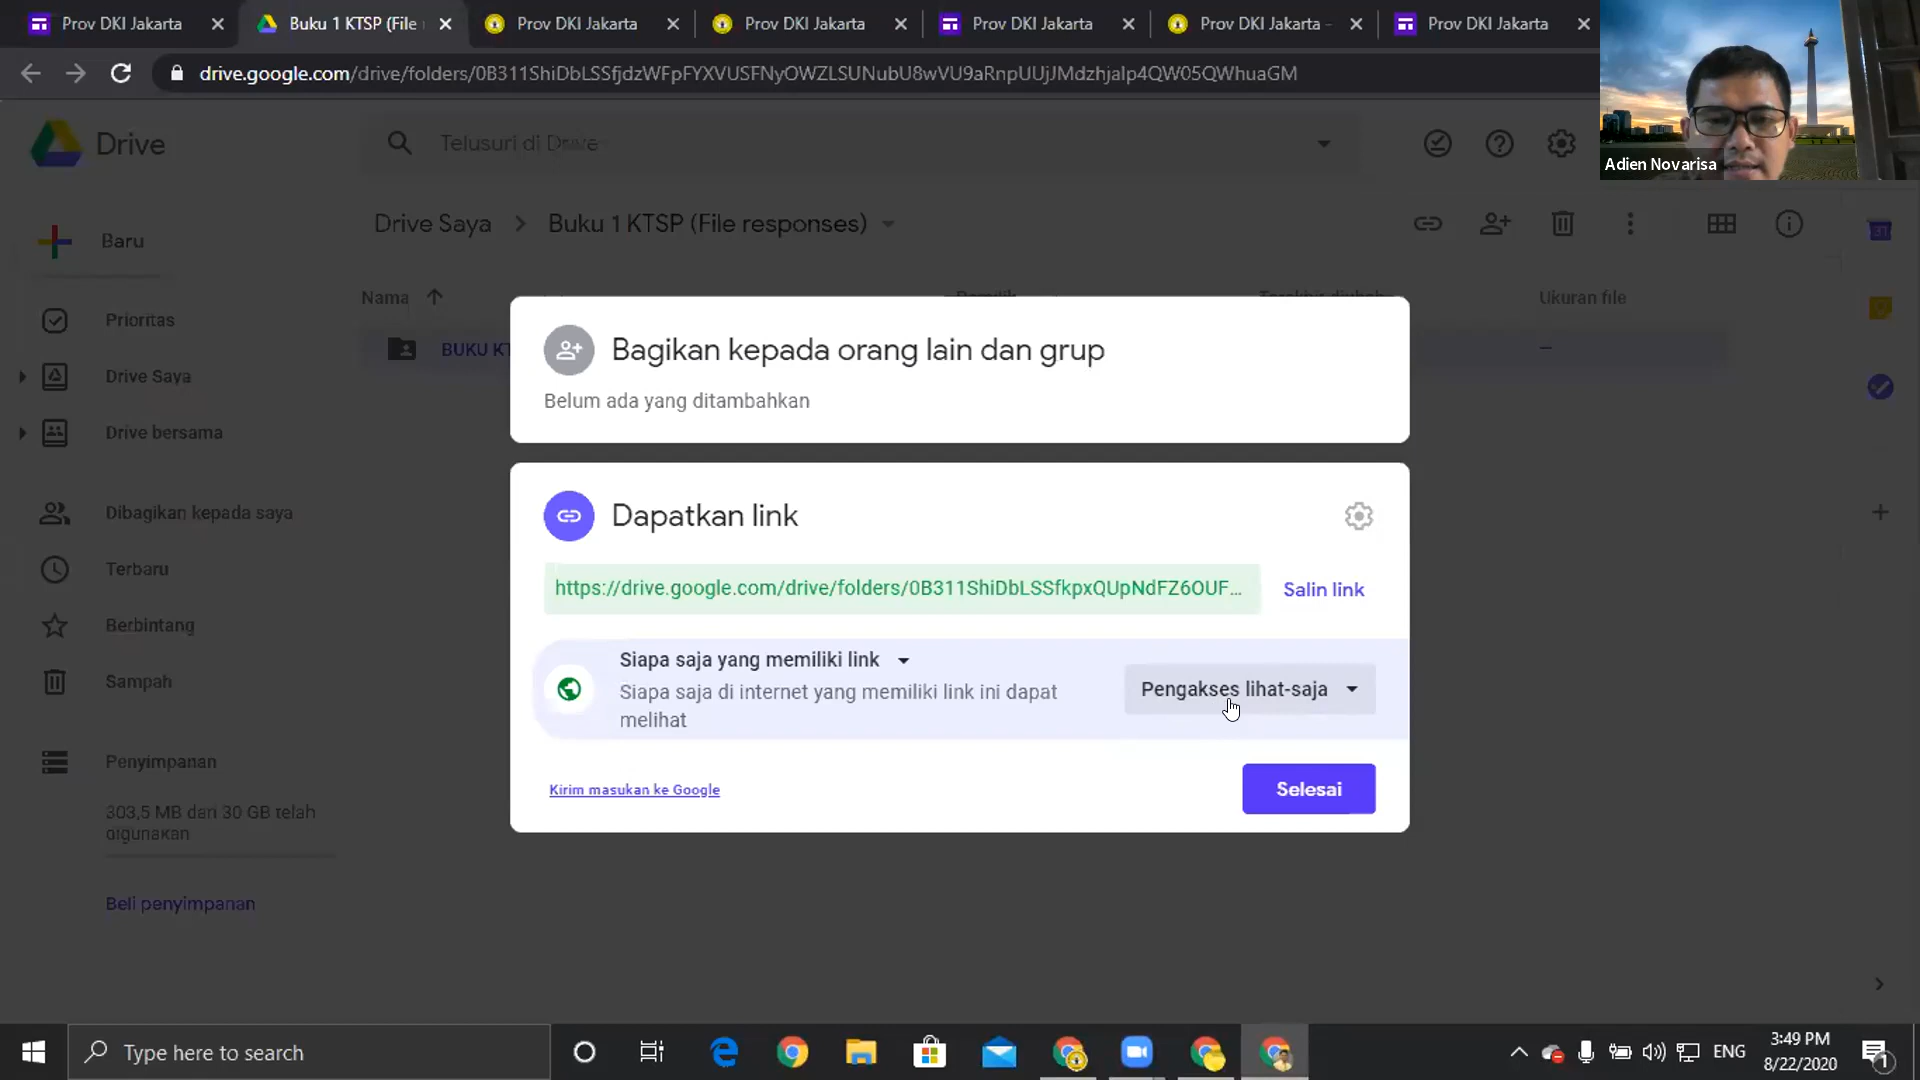 Prov DKI Jakarta
Buku 1 KTSP (File
Prov DKI Jakarta
Prov DKI Jakarta
Prov DKI Jakarta
Prov DKI Jakarta -
Prov DKI Jakarta
drive.google.com/drive/folders/0B311ShiDbLSSfjdzWFpFYXVUSFNyOWZLSUNubU8wVU9aRnpUUjJMdzhjalp4QW05QWhuaGM
Adien Novarisa
Drive
Telusuri di Drive
Baru
Drive Saya
Buku 1 KTSP (File responses)
31
Nama
Ukuran file
Prioritas
BUKU KT
Drive Saya
Drive bersama
Dibagikan kepada saya
Terbaru
Berbintang
Sampah
Penyimpanan
303,5 MB dari 30 GB telah
digunakan
Beli penyimpanan
Bagikan kepada orang lain dan grup
Belum ada yang ditambahkan
Dapatkan link
https://drive.google.com/drive/folders/0B311ShiDbLSSfkpxQUpNdFZ6OUF...
Salin link
Siapa saja yang memiliki link
Siapa saja di internet yang memiliki link ini dapat
melihat
Pengakses lihat-saja
Kirim masukan ke Google
Selesai
Type here to search
ENG
3:49 PM
8/22/2020
1